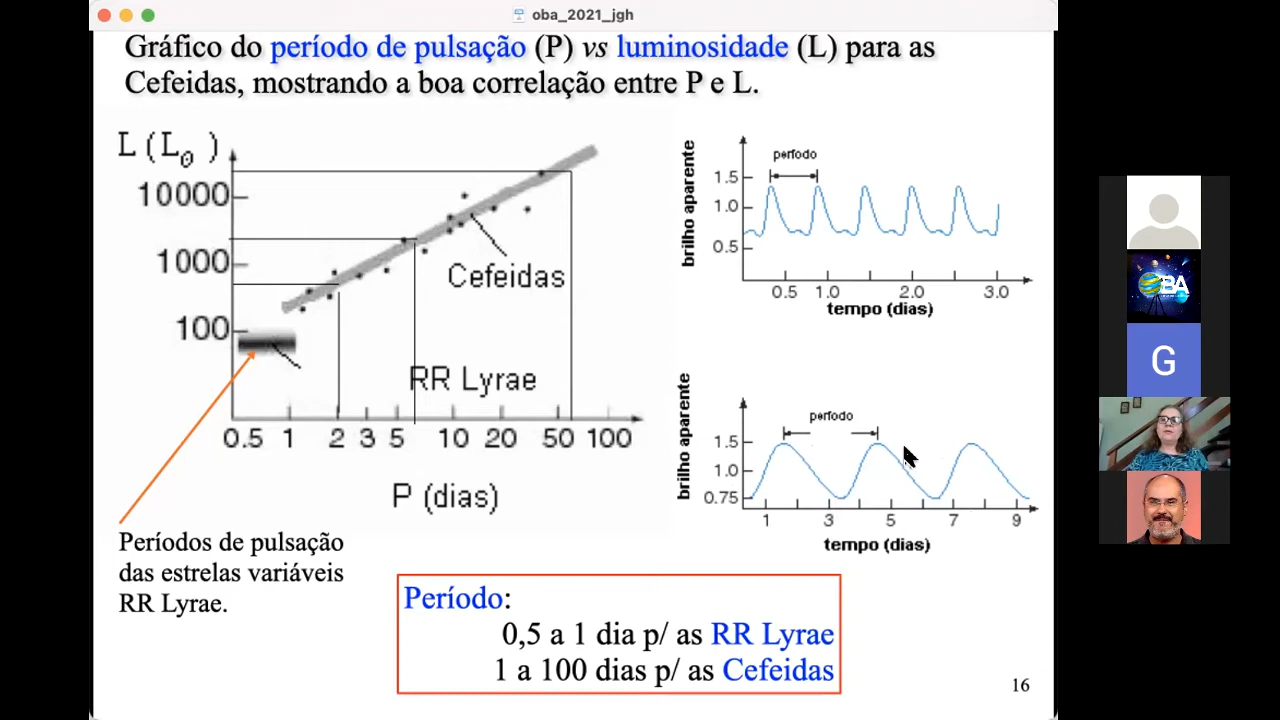 oba_2021_jgh
Gráfico do período de pulsação (P) vs luminosidade (L) para as
Cefeidas, mostrando a boa correlação entre P e L.
L (L⊙)
10000
1000
100
Cefeidas
RR Lyrae
0.5 1 2 3 5 10 20 50 100
P (dias)
Períodos de pulsação
das estrelas variáveis
RR Lyrae.
brilho aparente
período
1.5
1.0
0.5
0.5 1.0 2.0 3.0
tempo (dias)
brilho aparente
período
1.5
1.0
0.75
1 3 5 7 9
tempo (dias)
Período:
0,5 a 1 dia p/ as RR Lyrae
1 a 100 dias p/ as Cefeidas
16
OBA
G